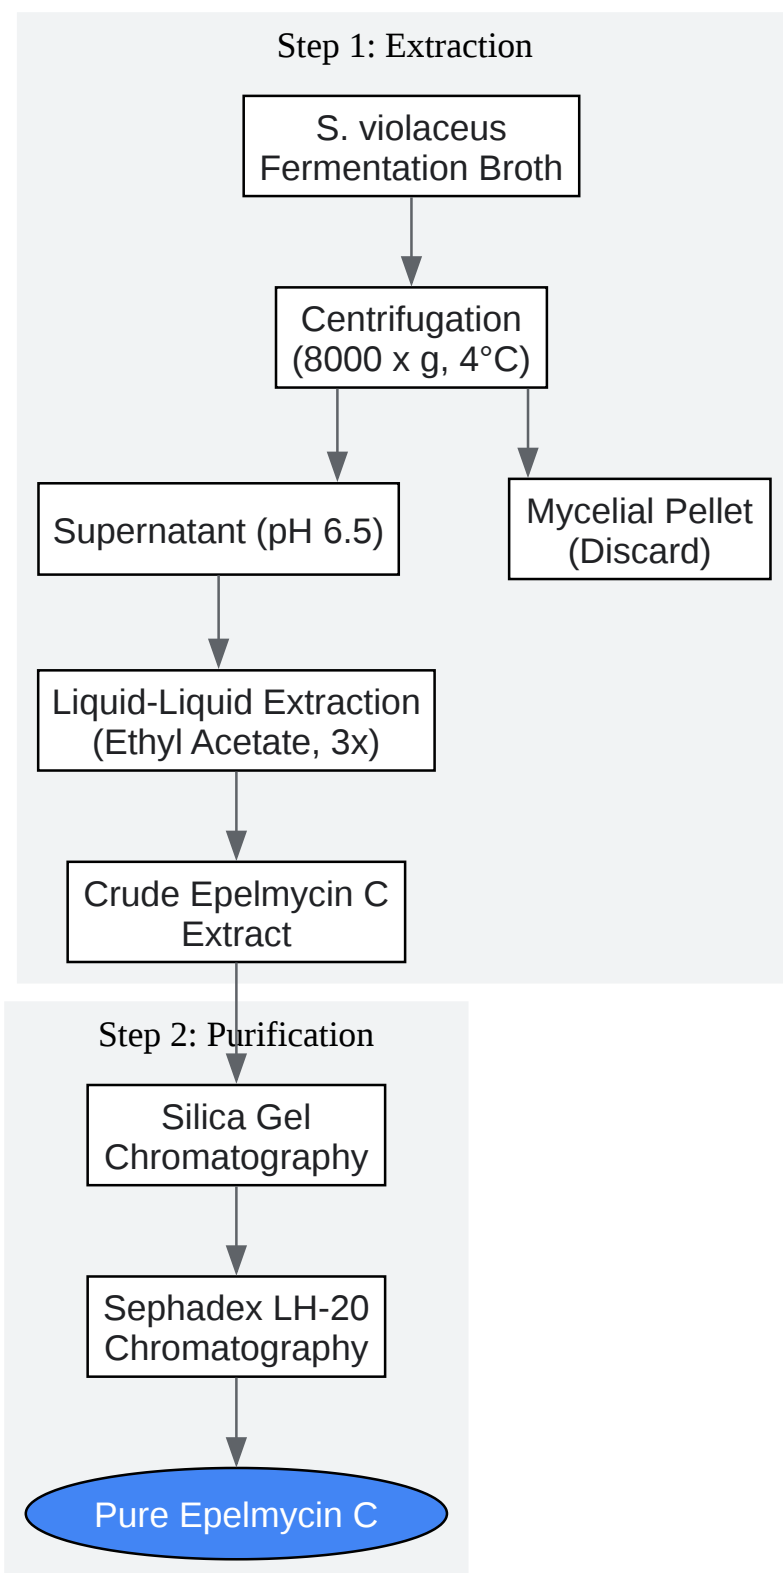 Step 1: Extraction
S. violaceus
Fermentation Broth
Centrifugation
(8000 x g, 4°C)
Supernatant (pH 6.5)
Mycelial Pellet
(Discard)
Liquid-Liquid Extraction
(Ethyl Acetate, 3x)
Crude Epelmycin C
Extract
Step 2: Purification
Silica Gel
Chromatography
Sephadex LH-20
Chromatography
Pure Epelmycin C